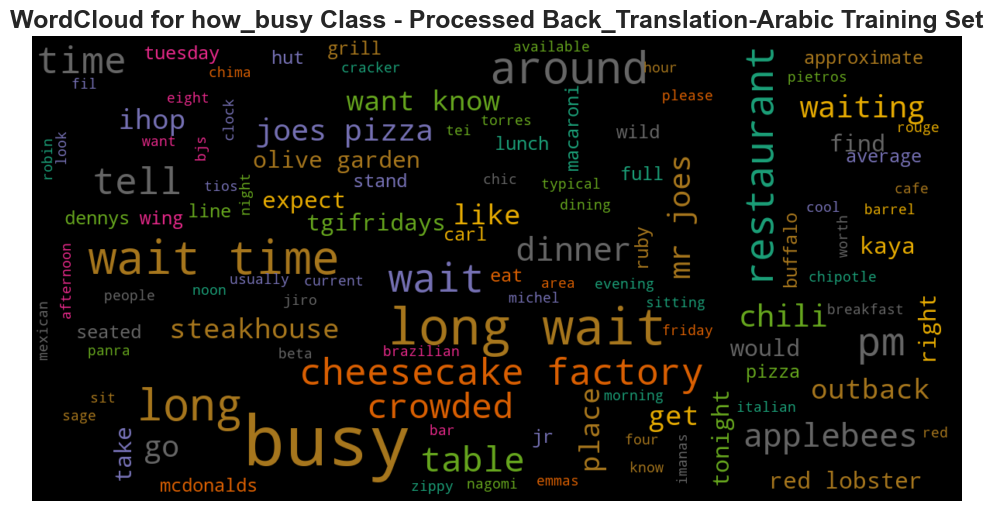 WordCloud for how_busy Class - Processed Back_Translation-Arabic Training Set
time
tuesday
hut
grill
available
approximate
chima
cracker
around
hour
pietros
fil
eight
want know
please
restaurant
waiting
ihop
clock
joes pizza
tei
torres
macaroni
wild
rouge
robin
look
want
bjs
lunch
find
average
olive garden
tell
tios
night
stand
chic
typical
full
mr joes
cafe
dennys
wing
line
expect
tgifridays
like
carl
dining
cool
barrel
wait time
dinner
ruby
buffalo
worth
kaya
afternoon
usually
current
wait
eat
area
evening
chipotle
people
noon
jiro
michel
sitting
mexican
seated
steakhouse
long wait
friday
chili
breakfast
right
panra
beta
brazilian
would
pm
cheesecake factory
pizza
sit
long
crowded
morning
outback
sage
place
get
tonight
italian
take
go
busy
bar
jr
four
applebees
red
table
know
imanas
mcdonalds
zippy
nagomi
emmas
red lobster